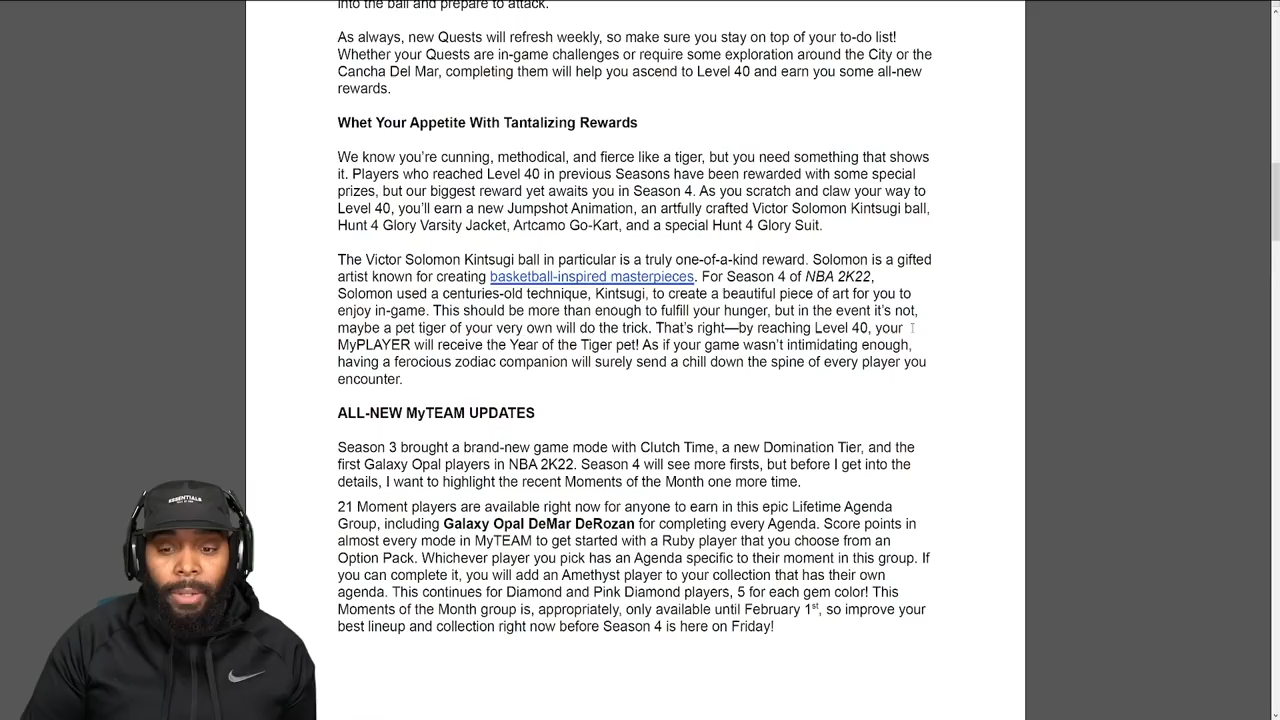 into the ball and prepare to attack.
As always, new Quests will refresh weekly, so make sure you stay on top of your to-do list!
Whether your Quests are in-game challenges or require some exploration around the City or the
Cancha Del Mar, completing them will help you ascend to Level 40 and earn you some all-new
rewards.
Whet Your Appetite With Tantalizing Rewards
We know you’re cunning, methodical, and fierce like a tiger, but you need something that shows
it. Players who reached Level 40 in previous Seasons have been rewarded with some special
prizes, but our biggest reward yet awaits you in Season 4. As you scratch and claw your way to
Level 40, you’ll earn a new Jumpshot Animation, an artfully crafted Victor Solomon Kintsugi ball,
Hunt 4 Glory Varsity Jacket, Artcamo Go-Kart, and a special Hunt 4 Glory Suit.
The Victor Solomon Kintsugi ball in particular is a truly one-of-a-kind reward. Solomon is a gifted
artist known for creating basketball-inspired masterpieces. For Season 4 of NBA 2K22,
Solomon used a centuries-old technique, Kintsugi, to create a beautiful piece of art for you to
enjoy in-game. This should be more than enough to fulfill your hunger, but in the event it’s not,
maybe a pet tiger of your very own will do the trick. That’s right—by reaching Level 40, your
MyPLAYER will receive the Year of the Tiger pet! As if your game wasn’t intimidating enough,
having a ferocious zodiac companion will surely send a chill down the spine of every player you
encounter.
ALL-NEW MyTEAM UPDATES
Season 3 brought a brand-new game mode with Clutch Time, a new Domination Tier, and the
first Galaxy Opal players in NBA 2K22. Season 4 will see more firsts, but before I get into the
details, I want to highlight the recent Moments of the Month one more time.
21 Moment players are available right now for anyone to earn in this epic Lifetime Agenda
Group, including Galaxy Opal DeMar DeRozan for completing every Agenda. Score points in
almost every mode in MyTEAM to get started with a Ruby player that you choose from an
Option Pack. Whichever player you pick has an Agenda specific to their moment in this group. If
you can complete it, you will add an Amethyst player to your collection that has their own
agenda. This continues for Diamond and Pink Diamond players, 5 for each gem color! This
Moments of the Month group is, appropriately, only available until February 1st, so improve your
best lineup and collection right now before Season 4 is here on Friday!
ESSENTIALS